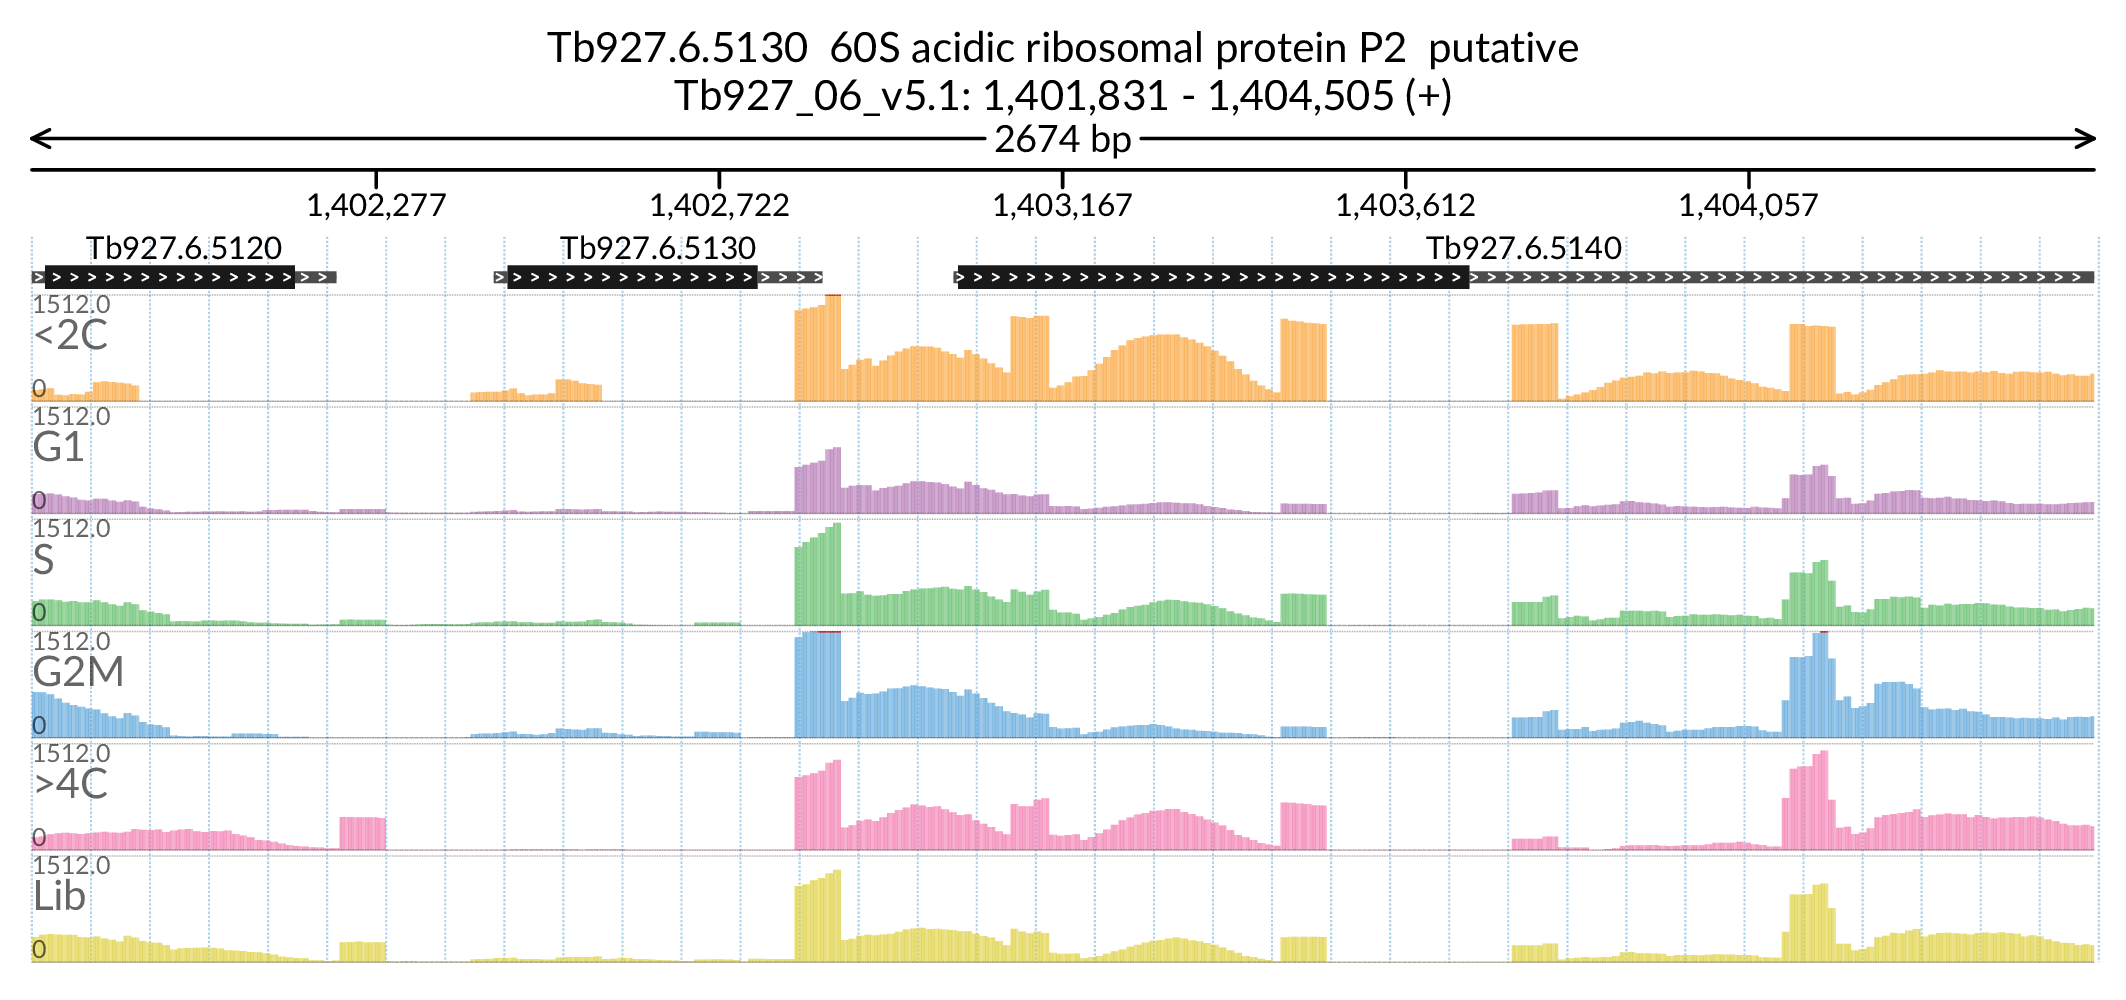 Tb927.6.5130  60S acidic ribosomal protein P2  putative
Tb927_06_v5.1: 1,401,831 - 1,404,505 (+)
2674 bp
1,402,277 1,402,722 1,403,167 1,403,612 1,404,057
Tb927.6.5120 Tb927.6.5130 Tb927.6.5140
1512.0
<2C
0
1512.0
G1
0
1512.0
S
0
1512.0
G2M
0
1512.0
>4C
0
1512.0
Lib
0